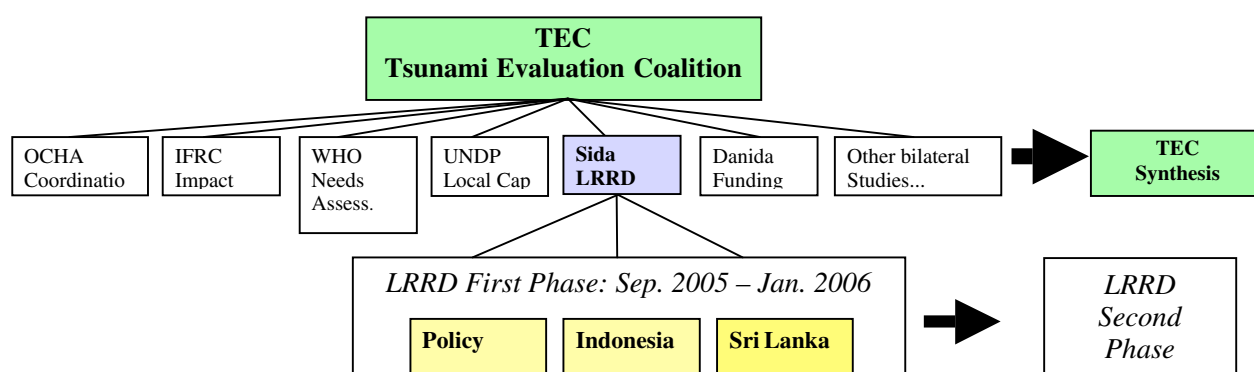 TEC
Tsunami Evaluation Coalition
OCHA
Coordinatio
IFRC
Impact
WHO
Needs
Assess.
UNDP
Local Cap
Sida
LRRD
Danida
Funding
Other bilateral
Studies...
TEC
Synthesis
LRRD First Phase: Sep. 2005 – Jan. 2006
Policy
Indonesia
Sri Lanka
LRRD
Second
Phase